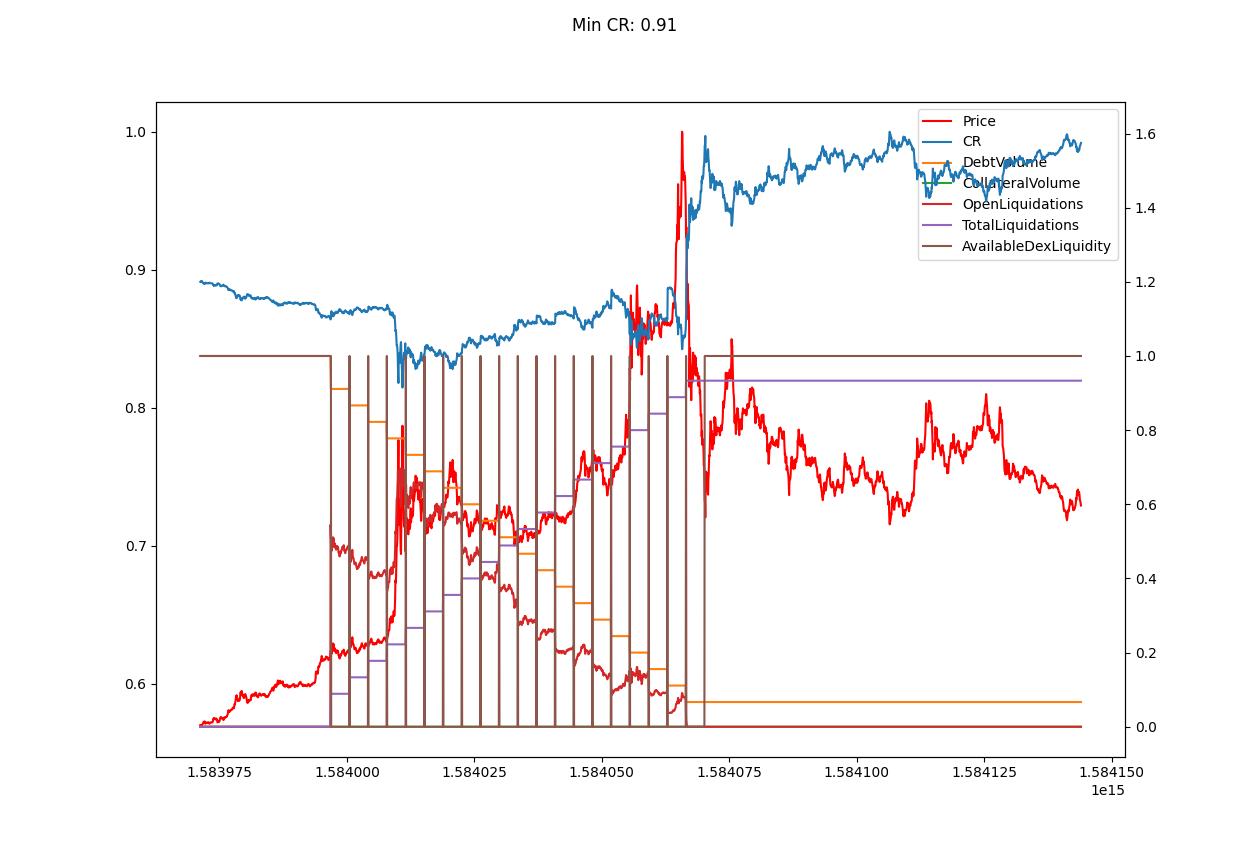 Min CR: 0.91
Price
CR
DebtVolume
CollateralVolume
OpenLiquidations
TotalLiquidations
AvailableDexLiquidity
1.0
0.9
0.8
0.7
0.6
1.6
1.4
1.2
1.0
0.8
0.6
0.4
0.2
0.0
1.583975 1.584000 1.584025 1.584050 1.584075 1.584100 1.584125 1.584150
1e15